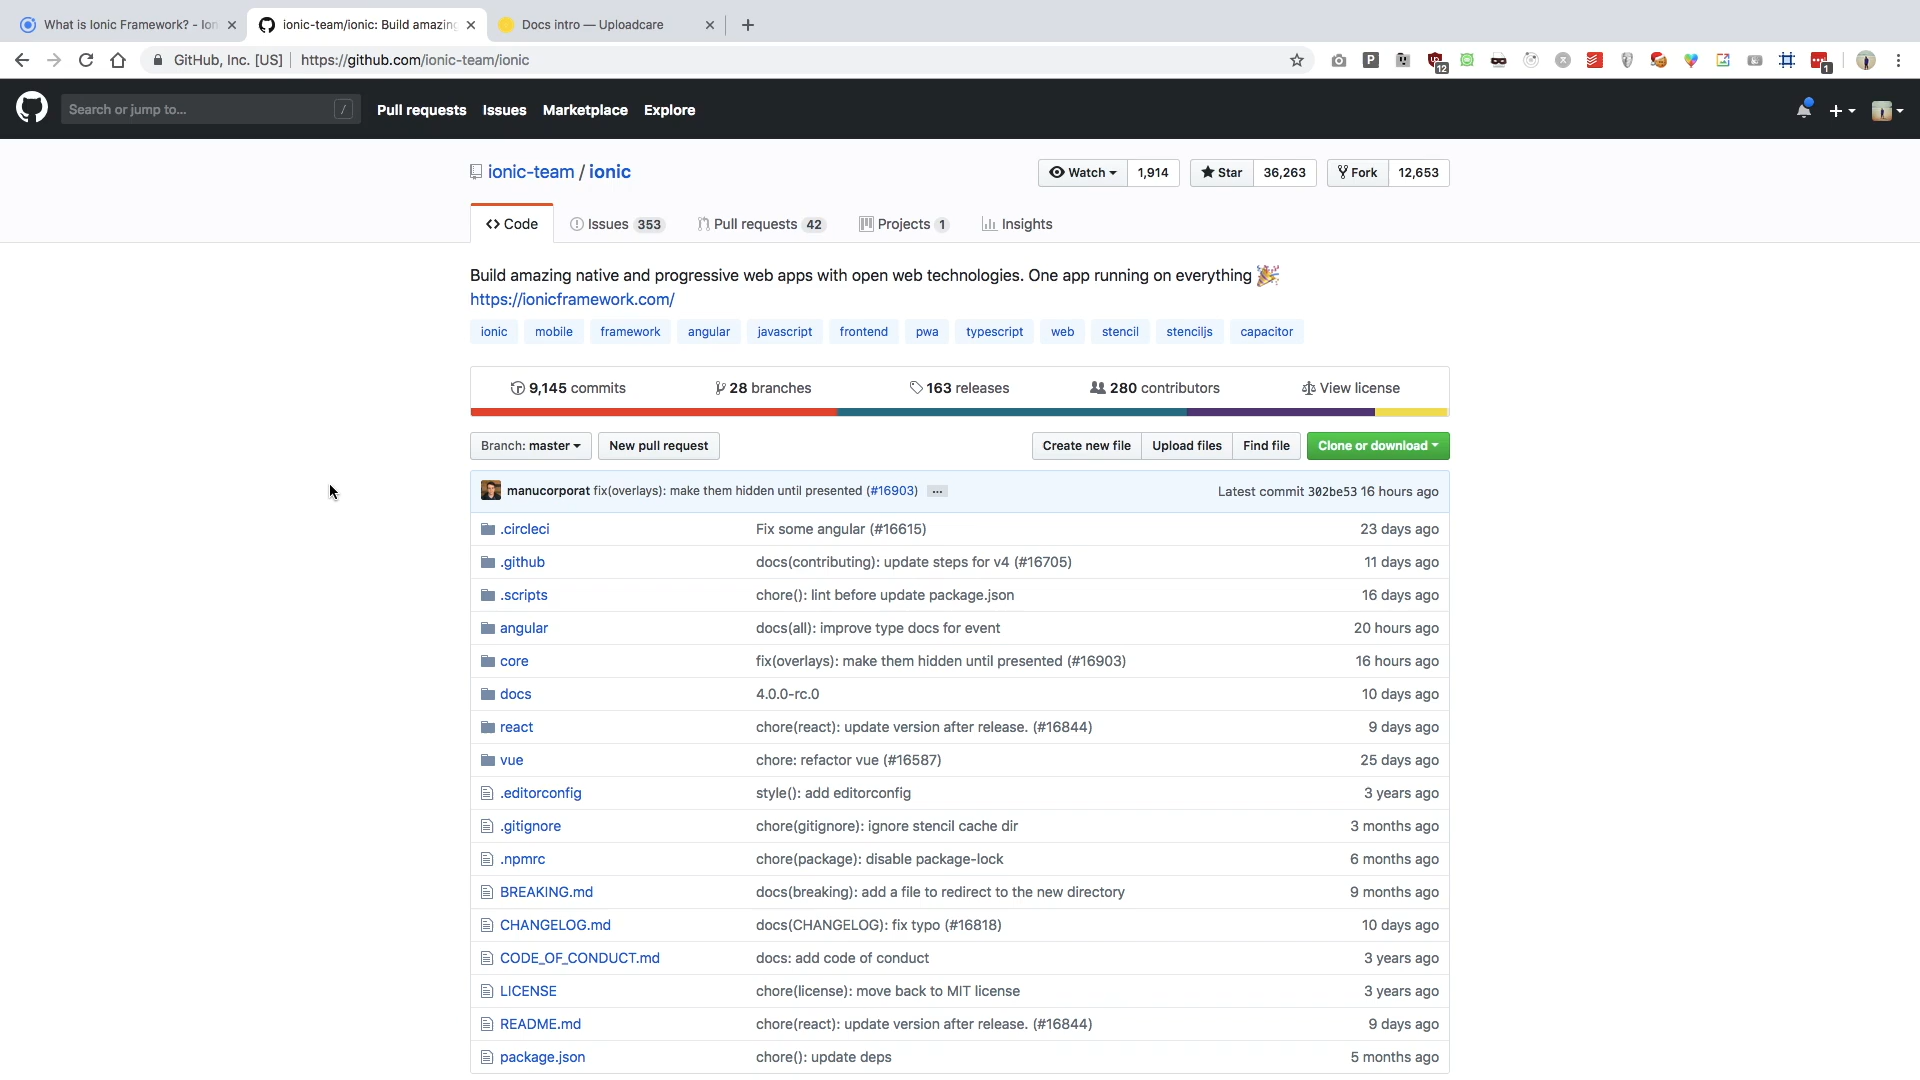 What is Ionic Framework? - Ion
ionic-team/ionic: Build amazing
Docs intro — Uploadcare
GitHub, Inc. [US]
https://github.com/ionic-team/ionic
12
1
Search or jump to...
/
Pull requests
Issues
Marketplace
Explore
ionic-team / ionic
Watch
1,914
Star
36,263
Fork
12,653
Code
Issues 353
Pull requests 42
Projects 1
Insights
Build amazing native and progressive web apps with open web technologies. One app running on everything 🎉
https://ionicframework.com/
ionic
mobile
framework
angular
javascript
frontend
pwa
typescript
web
stencil
stenciljs
capacitor
9,145 commits
28 branches
163 releases
280 contributors
View license
Branch: master
New pull request
Create new file
Upload files
Find file
Clone or download
manucorporat fix(overlays): make them hidden until presented (#16903) ...
Latest commit 302be53 16 hours ago
.circleci
Fix some angular (#16615)
23 days ago
.github
docs(contributing): update steps for v4 (#16705)
11 days ago
.scripts
chore(): lint before update package.json
16 days ago
angular
docs(all): improve type docs for event
20 hours ago
core
fix(overlays): make them hidden until presented (#16903)
16 hours ago
docs
4.0.0-rc.0
10 days ago
react
chore(react): update version after release. (#16844)
9 days ago
vue
chore: refactor vue (#16587)
25 days ago
.editorconfig
style(): add editorconfig
3 years ago
.gitignore
chore(gitignore): ignore stencil cache dir
3 months ago
.npmrc
chore(package): disable package-lock
6 months ago
BREAKING.md
docs(breaking): add a file to redirect to the new directory
9 months ago
CHANGELOG.md
docs(CHANGELOG): fix typo (#16818)
10 days ago
CODE_OF_CONDUCT.md
docs: add code of conduct
3 years ago
LICENSE
chore(license): move back to MIT license
3 years ago
README.md
chore(react): update version after release. (#16844)
9 days ago
package.json
chore(): update deps
5 months ago